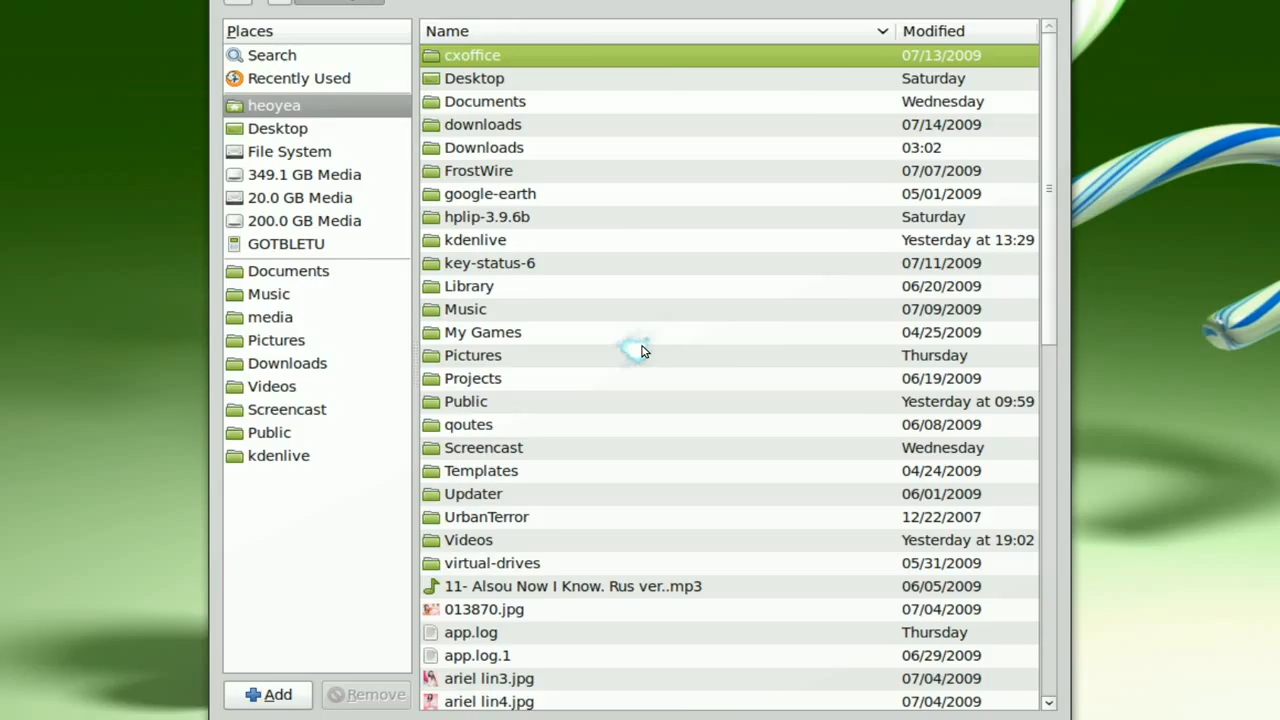 Places
Search
Recently Used
heoyea
Desktop
File System
349.1 GB Media
20.0 GB Media
200.0 GB Media
GOTBLETU
Documents
Music
media
Pictures
Downloads
Videos
Screencast
Public
kdenlive
Add
Remove
Name Modified
cxoffice 07/13/2009
Desktop Saturday
Documents Wednesday
downloads 07/14/2009
Downloads 03:02
FrostWire 07/07/2009
google-earth 05/01/2009
hplip-3.9.6b Saturday
kdenlive Yesterday at 13:29
key-status-6 07/11/2009
Library 06/20/2009
Music 07/09/2009
My Games 04/25/2009
Pictures Thursday
Projects 06/19/2009
Public Yesterday at 09:59
qoutes 06/08/2009
Screencast Wednesday
Templates 04/24/2009
Updater 06/01/2009
UrbanTerror 12/22/2007
Videos Yesterday at 19:02
virtual-drives 05/31/2009
11- Alsou Now I Know. Rus ver..mp3 06/05/2009
013870.jpg 07/04/2009
app.log Thursday
app.log.1 06/29/2009
ariel lin3.jpg 07/04/2009
ariel lin4.jpg 07/04/2009